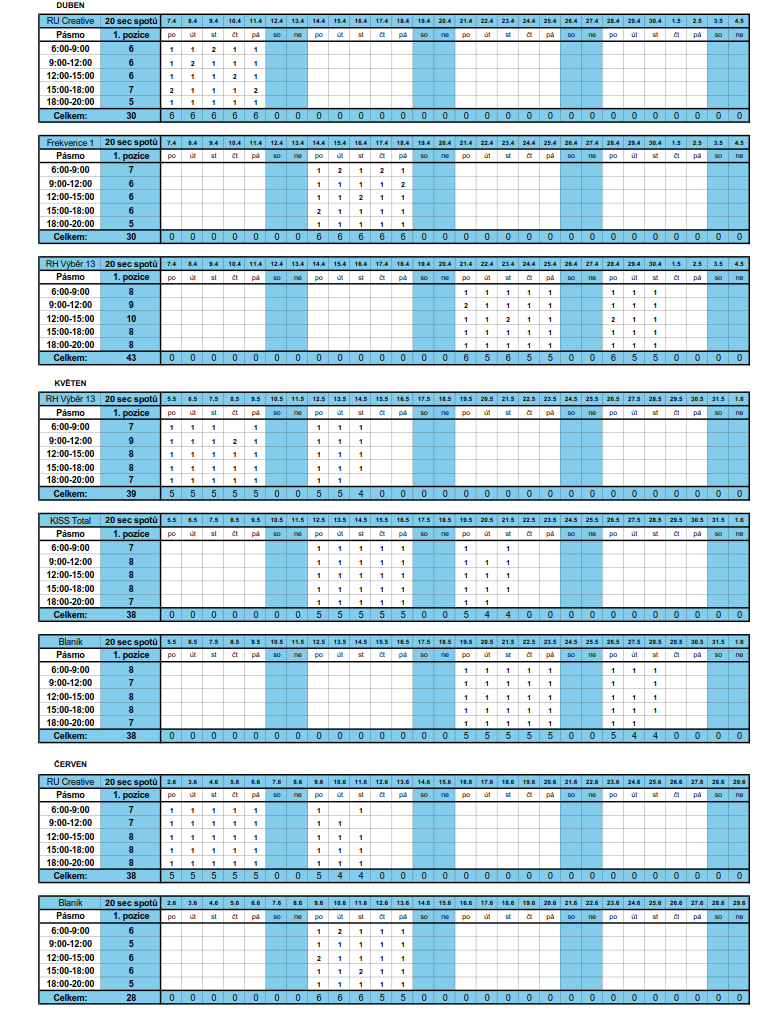 DUBEN
RU Creative 20 sec spotů 7.4 8.4 9.4 10.4 11.4 12.4 13.4 14.4 15.4 16.4 17.4 18.4 19.4 20.4 21.4 22.4 23.4 24.4 25.4 26.4 27.4 28.4 29.4 30.4 1.5 2.5 3.5 4.5
Pásmo 1. pozice po út st čt pá so ne po út st čt pá so ne po út st čt pá so ne po út st čt pá so ne
6:00-9:00 6 1 1 2 1 1
9:00-12:00 6 1 2 1 1 1
12:00-15:00 6 1 1 1 2 1
15:00-18:00 7 2 1 1 1 2
18:00-20:00 5 1 1 1 1 1
Celkem: 30 6 6 6 6 6 0 0 0 0 0 0 0 0 0 0 0 0 0 0 0 0 0 0 0 0 0 0 0
Frekvence 1 20 sec spotů 7.4 8.4 9.4 10.4 11.4 12.4 13.4 14.4 15.4 16.4 17.4 18.4 19.4 20.4 21.4 22.4 23.4 24.4 25.4 26.4 27.4 28.4 29.4 30.4 1.5 2.5 3.5 4.5
Pásmo 1. pozice po út st čt pá so ne po út st čt pá so ne po út st čt pá so ne po út st čt pá so ne
6:00-9:00 7 1 2 1 2 1
9:00-12:00 6 1 1 1 1 2
12:00-15:00 6 1 1 2 1 1
15:00-18:00 6 2 1 1 1 1
18:00-20:00 5 1 1 1 1 1
Celkem: 30 0 0 0 0 0 0 0 6 6 6 6 6 0 0 0 0 0 0 0 0 0 0 0 0 0 0 0 0
RH Výběr 13 20 sec spotů 7.4 8.4 9.4 10.4 11.4 12.4 13.4 14.4 15.4 16.4 17.4 18.4 19.4 20.4 21.4 22.4 23.4 24.4 25.4 26.4 27.4 28.4 29.4 30.4 1.5 2.5 3.5 4.5
Pásmo 1. pozice po út st čt pá so ne po út st čt pá so ne po út st čt pá so ne po út st čt pá so ne
6:00-9:00 8 1 1 1 1 1 1 1 1
9:00-12:00 9 2 1 1 1 1 1 1 1
12:00-15:00 10 1 1 2 1 1 2 1 1
15:00-18:00 8 1 1 1 1 1 1 1 1
18:00-20:00 8 1 1 1 1 1 1 1 1
Celkem: 43 0 0 0 0 0 0 0 0 0 0 0 0 0 0 6 5 6 5 5 0 0 6 5 5 0 0 0 0
KVĚTEN
RH Výběr 13 20 sec spotů 5.5 6.5 7.5 8.5 9.5 10.5 11.5 12.5 13.5 14.5 15.5 16.5 17.5 18.5 19.5 20.5 21.5 22.5 23.5 24.5 25.5 26.5 27.5 28.5 29.5 30.5 31.5 1.6
Pásmo 1. pozice po út st čt pá so ne po út st čt pá so ne po út st čt pá so ne po út st čt pá so ne
6:00-9:00 7 1 1 1 1 1 1 1
9:00-12:00 9 1 1 1 2 1 1 1 1
12:00-15:00 8 1 1 1 1 1 1 1 1
15:00-18:00 8 1 1 1 1 1 1 1 1
18:00-20:00 7 1 1 1 1 1 1 1
Celkem: 39 5 5 5 5 5 0 0 5 5 4 0 0 0 0 0 0 0 0 0 0 0 0 0 0 0 0 0 0
KISS Total 20 sec spotů 5.5 6.5 7.5 8.5 9.5 10.5 11.5 12.5 13.5 14.5 15.5 16.5 17.5 18.5 19.5 20.5 21.5 22.5 23.5 24.5 25.5 26.5 27.5 28.5 29.5 30.5 31.5 1.6
Pásmo 1. pozice po út st čt pá so ne po út st čt pá so ne po út st čt pá so ne po út st čt pá so ne
6:00-9:00 7 1 1 1 1 1 1 1
9:00-12:00 8 1 1 1 1 1 1 1 1
12:00-15:00 8 1 1 1 1 1 1 1 1
15:00-18:00 8 1 1 1 1 1 1 1 1
18:00-20:00 7 1 1 1 1 1 1 1
Celkem: 38 0 0 0 0 0 0 0 5 5 5 5 5 0 0 5 4 4 0 0 0 0 0 0 0 0 0 0 0
Blaník 20 sec spotů 5.5 6.5 7.5 8.5 9.5 10.5 11.5 12.5 13.5 14.5 15.5 16.5 17.5 18.5 19.5 20.5 21.5 22.5 23.5 24.5 25.5 26.5 27.5 28.5 29.5 30.5 31.5 1.6
Pásmo 1. pozice po út st čt pá so ne po út st čt pá so ne po út st čt pá so ne po út st čt pá so ne
6:00-9:00 8 1 1 1 1 1 1 1 1
9:00-12:00 7 1 1 1 1 1 1 1
12:00-15:00 8 1 1 1 1 1 1 1 1
15:00-18:00 8 1 1 1 1 1 1 1 1
18:00-20:00 7 1 1 1 1 1 1 1
Celkem: 38 0 0 0 0 0 0 0 0 0 0 0 0 0 0 5 5 5 5 5 0 0 5 4 4 0 0 0 0
ČERVEN
RU Creative 20 sec spotů 2.6 3.6 4.6 5.6 6.6 7.6 8.6 9.6 10.6 11.6 12.6 13.6 14.6 15.6 16.6 17.6 18.6 19.6 20.6 21.6 22.6 23.6 24.6 25.6 26.6 27.6 28.6 29.6
Pásmo 1. pozice po út st čt pá so ne po út st čt pá so ne po út st čt pá so ne po út st čt pá so ne
6:00-9:00 7 1 1 1 1 1 1 1
9:00-12:00 7 1 1 1 1 1 1 1
12:00-15:00 8 1 1 1 1 1 1 1 1
15:00-18:00 8 1 1 1 1 1 1 1 1
18:00-20:00 8 1 1 1 1 1 1 1 1
Celkem: 38 5 5 5 5 5 0 0 5 4 4 0 0 0 0 0 0 0 0 0 0 0 0 0 0 0 0 0 0
Blaník 20 sec spotů 2.6 3.6 4.6 5.6 6.6 7.6 8.6 9.6 10.6 11.6 12.6 13.6 14.6 15.6 16.6 17.6 18.6 19.6 20.6 21.6 22.6 23.6 24.6 25.6 26.6 27.6 28.6 29.6
Pásmo 1. pozice po út st čt pá so ne po út st čt pá so ne po út st čt pá so ne po út st čt pá so ne
6:00-9:00 6 1 2 1 1 1
9:00-12:00 5 1 1 1 1 1
12:00-15:00 6 2 1 1 1 1
15:00-18:00 6 1 1 2 1 1
18:00-20:00 5 1 1 1 1 1
Celkem: 28 0 0 0 0 0 0 0 6 6 6 5 5 0 0 0 0 0 0 0 0 0 0 0 0 0 0 0 0